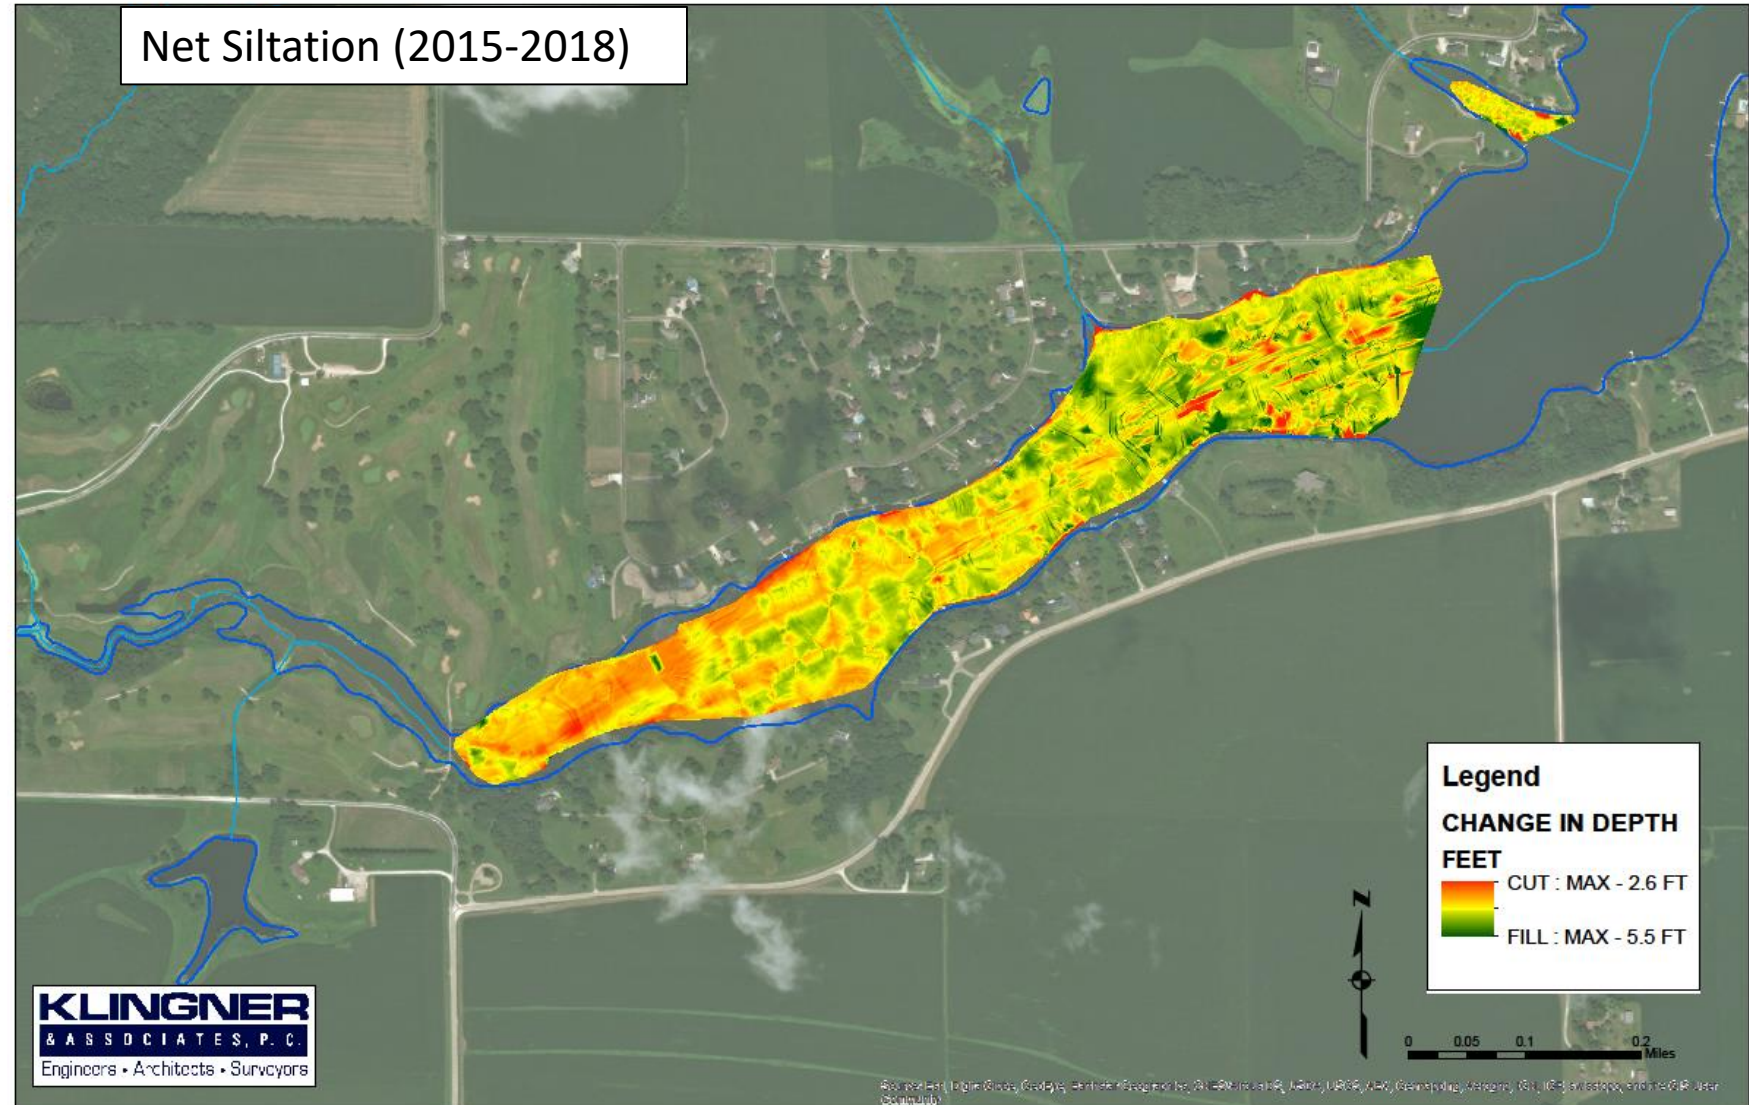 Net Siltation (2015-2018)
Legend
CHANGE IN DEPTH
FEET
CUT : MAX - 2.6 FT
FILL : MAX - 5.5 FT
Z
0 0.05 0.1 0.2
Miles
KLINGNER
& ASSOCIATES, P.C.
Engineers • Architects • Surveyors
Community